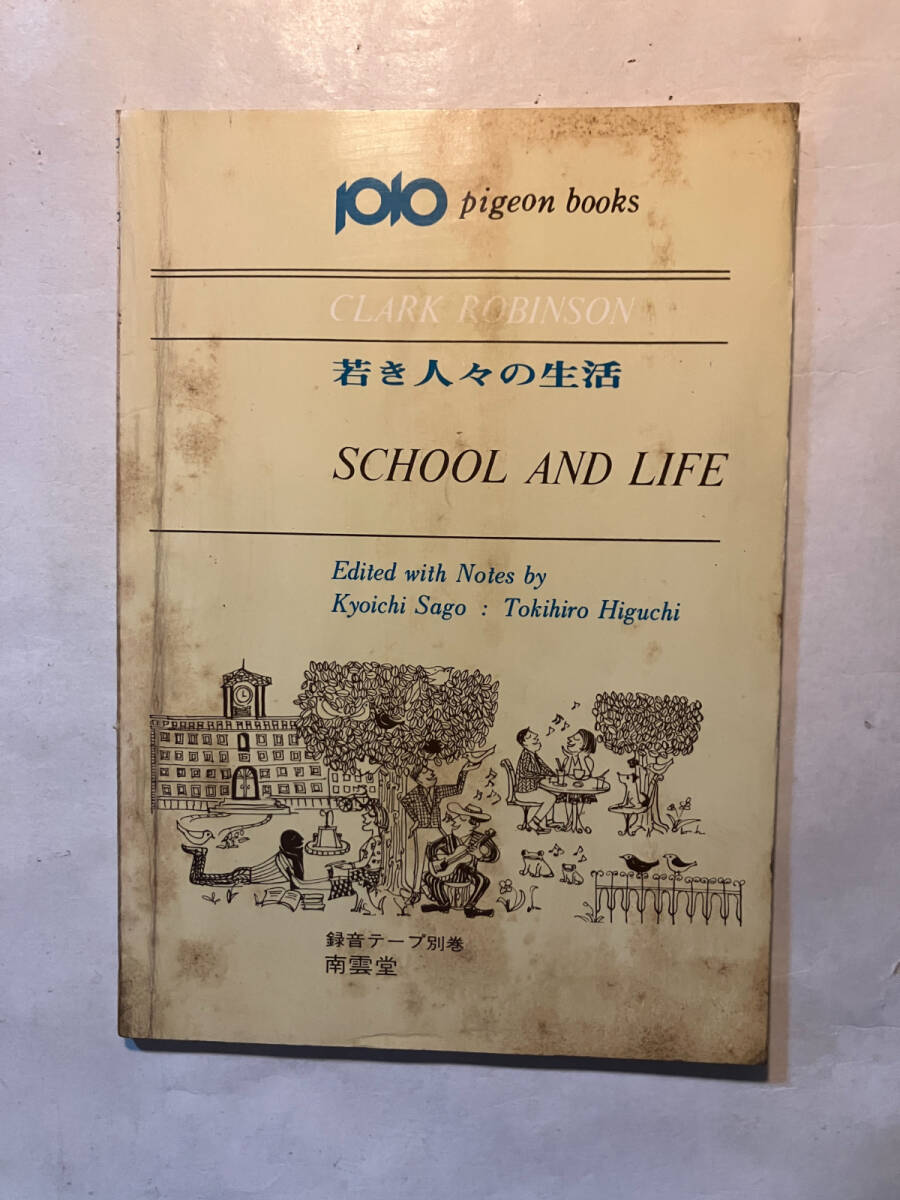 pigeon books
CLARK ROBINSON
若き人々の生活
SCHOOL AND LIFE
Edited with Notes by
Kyoichi Sago : Tokihiro Higuchi
録音テープ別巻
南雲堂